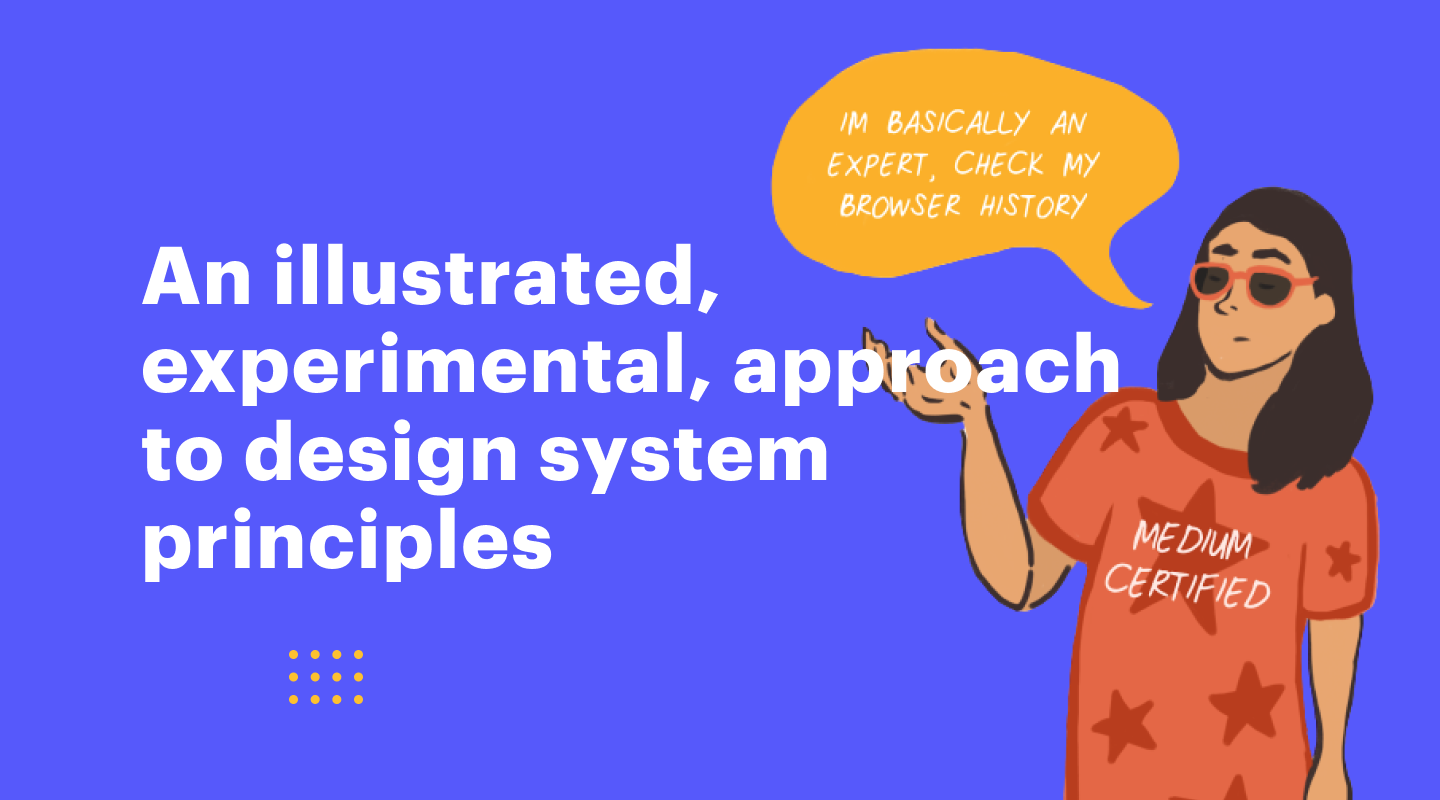 IM BASICALLY AN
EXPERT, CHECK MY
BROWSER HISTORY
An illustrated,
experimental, approach
to design system
principles
MEDIUM
CERTIFIED